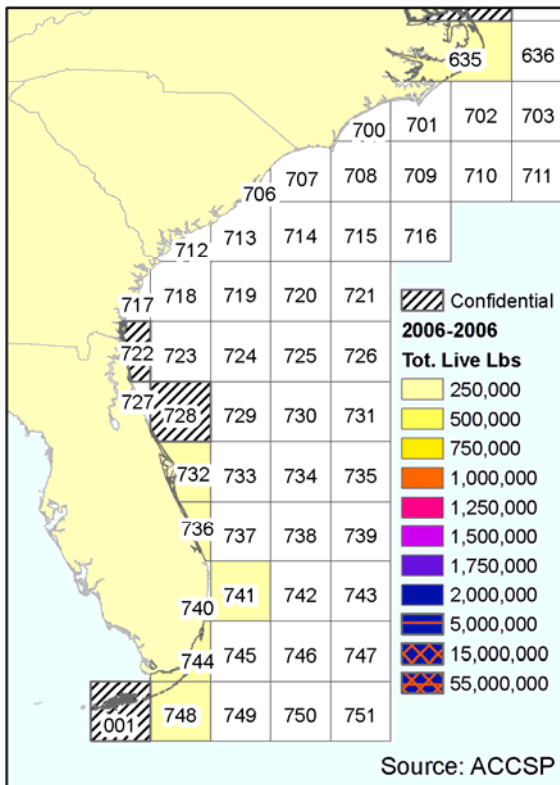 635 636
700 701 702 703
706 707 708 709 710 711
712 713 714 715 716
717 718 719 720 721
722 723 724 725 726
727 728 729 730 731
732 733 734 735
736 737 738 739
740 741 742 743
744 745 746 747
001 748 749 750 751
Confidential
2006-2006
Tot. Live Lbs
250,000
500,000
750,000
1,000,000
1,250,000
1,500,000
1,750,000
2,000,000
5,000,000
15,000,000
55,000,000
Source: ACCSP